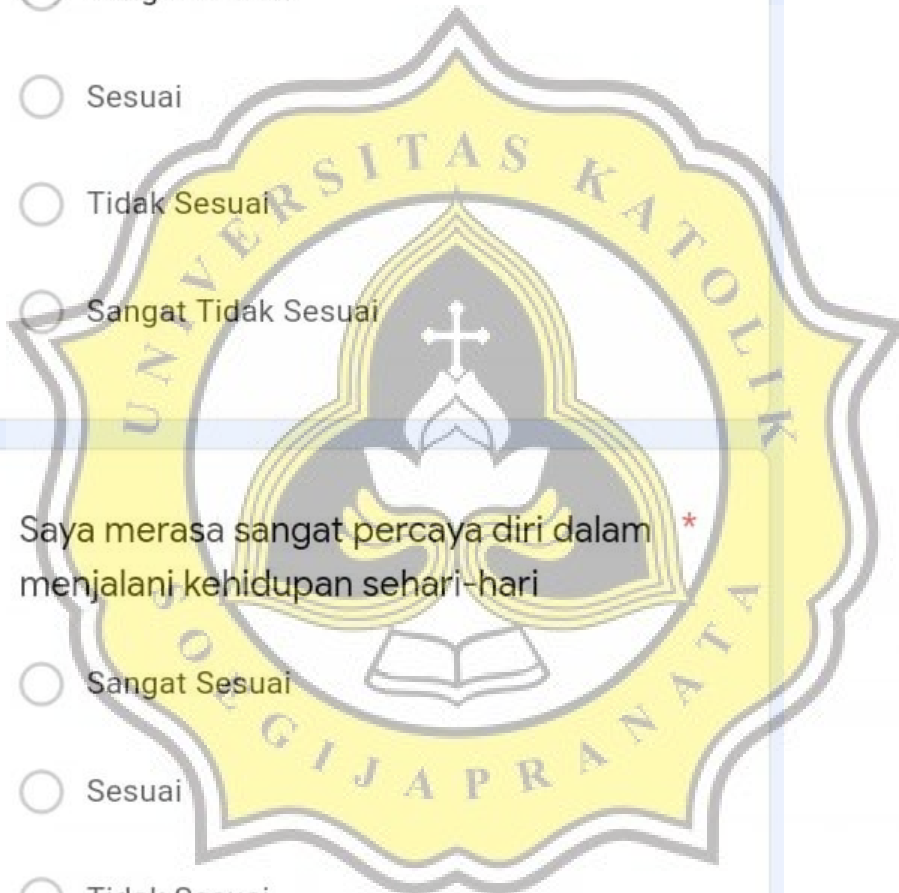 Sesuai
Tidak Sesuai
Sangat Tidak Sesuai
Saya merasa sangat percaya diri dalam *
menjalani kehidupan sehari-hari
Sangat Sesuai
Sesuai
UNIVERSITAS KATOLIK
SOEGIJAPRANATA